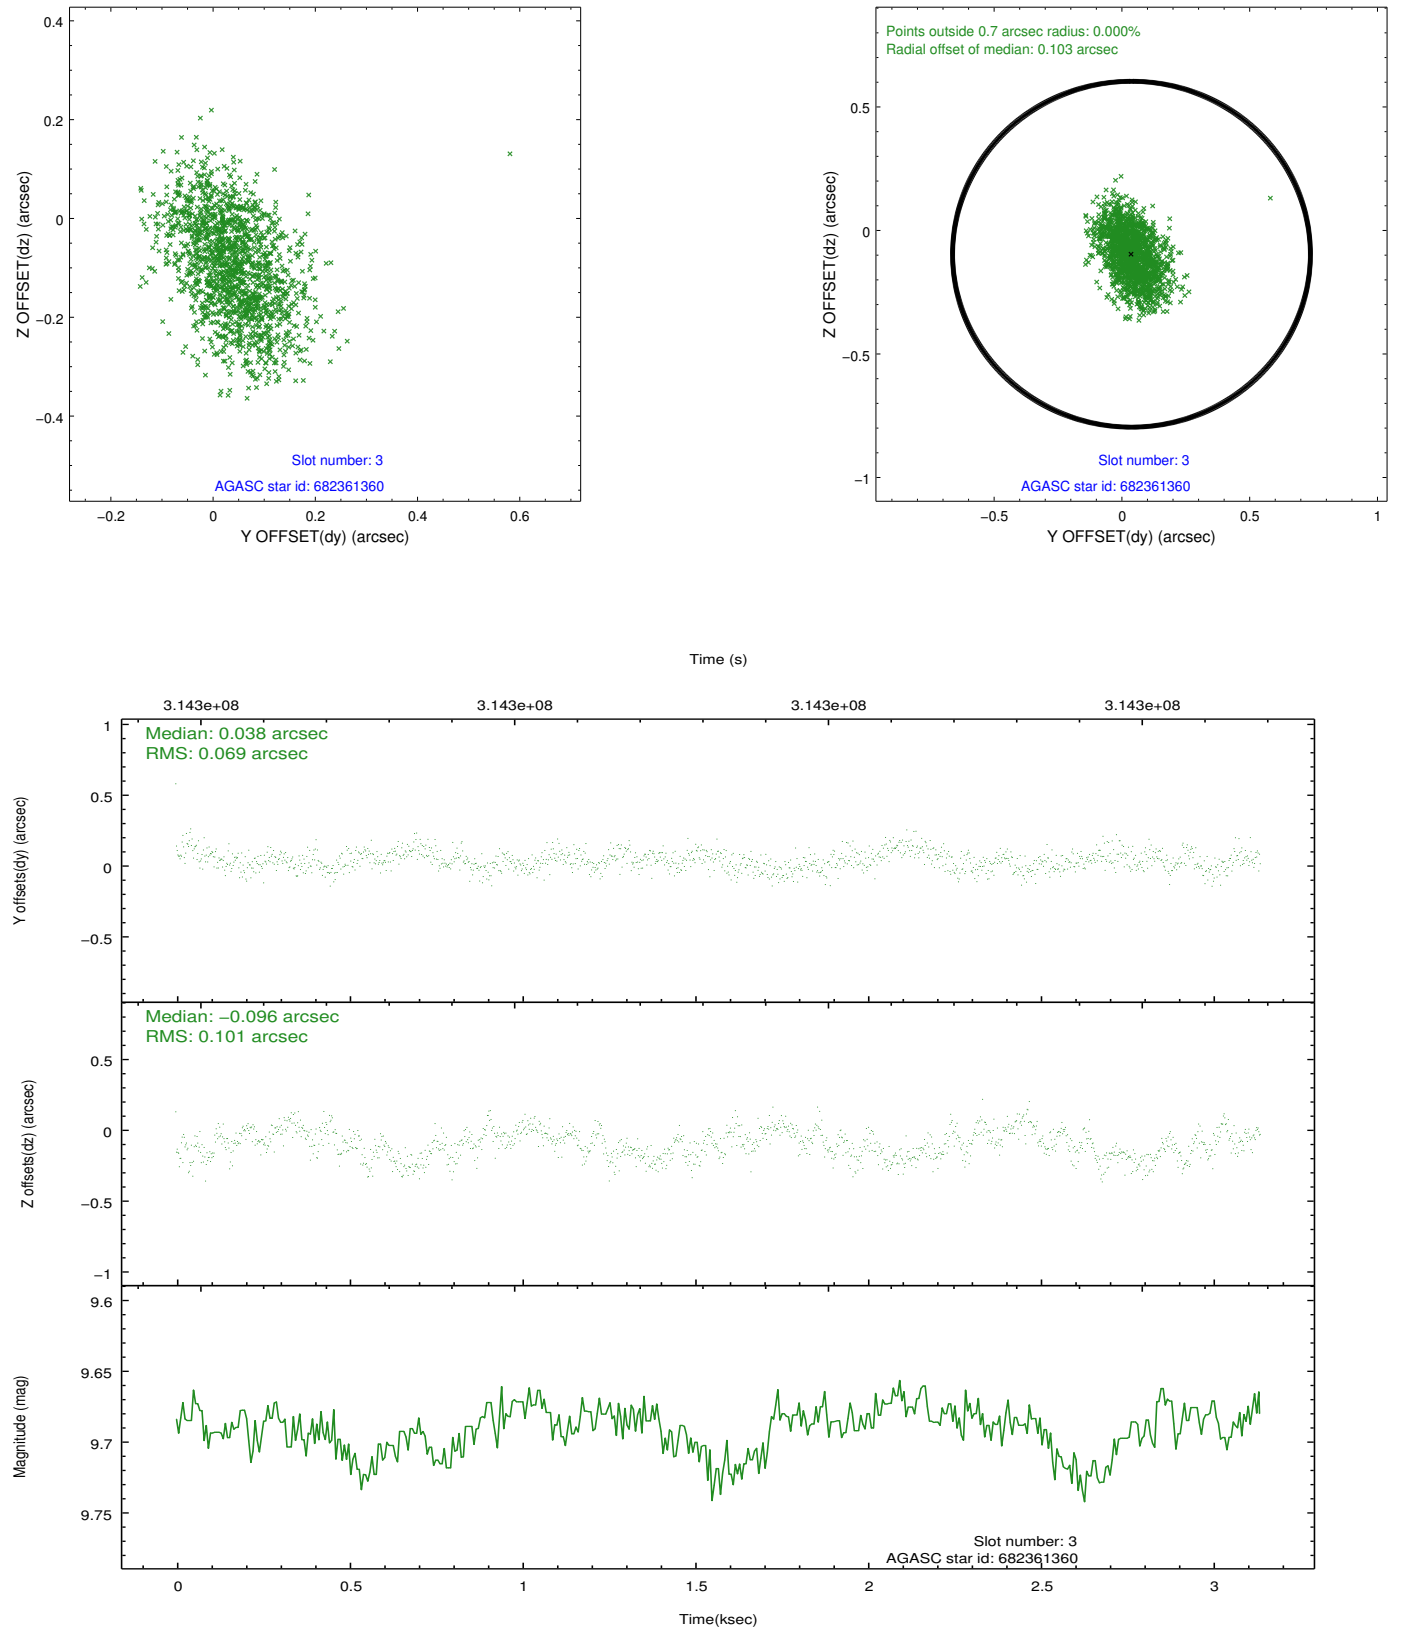 0.4
0.2
0
−0.2
−0.4
Z OFFSET(dz) (arcsec)
Slot number: 3
AGASC star id: 682361360
−0.2
0
0.2
0.4
0.6
Y OFFSET(dy) (arcsec)
Points outside 0.7 arcsec radius: 0.000%
Radial offset of median: 0.103 arcsec
0.5
0
−0.5
−1
Z OFFSET(dz) (arcsec)
Slot number: 3
AGASC star id: 682361360
−0.5
0
0.5
1
Y OFFSET(dy) (arcsec)
Time (s)
3.143e+08
3.143e+08
3.143e+08
3.143e+08
Median: 0.038 arcsec
RMS: 0.069 arcsec
1
0.5
0
−0.5
Y offsets(dy) (arcsec)
Median: −0.096 arcsec
RMS: 0.101 arcsec
0.5
0
−0.5
−1
Z offsets(dz) (arcsec)
9.6
9.65
9.7
9.75
Magnitude (mag)
Slot number: 3
AGASC star id: 682361360
0
0.5
1
1.5
2
2.5
3
Time(ksec)